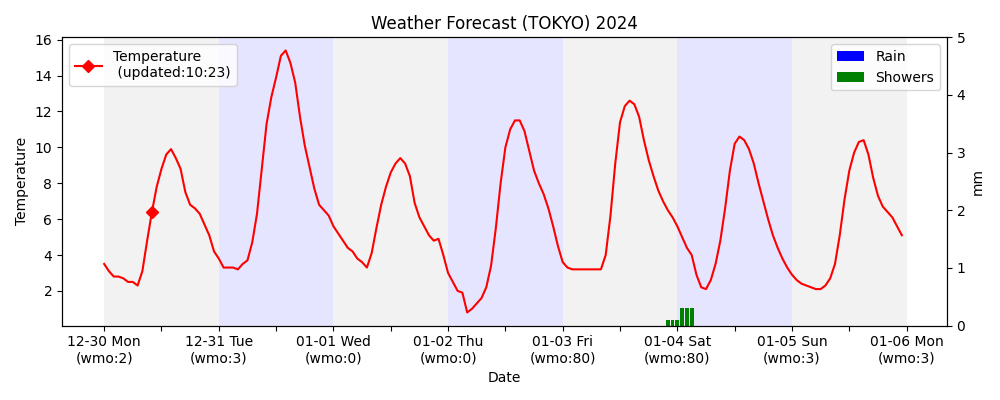 Weather Forecast (TOKYO) 2024
Temperature
(updated:10:23)
Rain
Showers
16
14
12
10
8
6
4
2
Temperature
5
4
3
2
1
0
mm
12-30 Mon 12-31 Tue 01-01 Wed 01-02 Thu 01-03 Fri 01-04 Sat 01-05 Sun 01-06 Mon
(wmo:2) (wmo:3) (wmo:0) (wmo:0) (wmo:80) (wmo:80) (wmo:3) (wmo:3)
Date